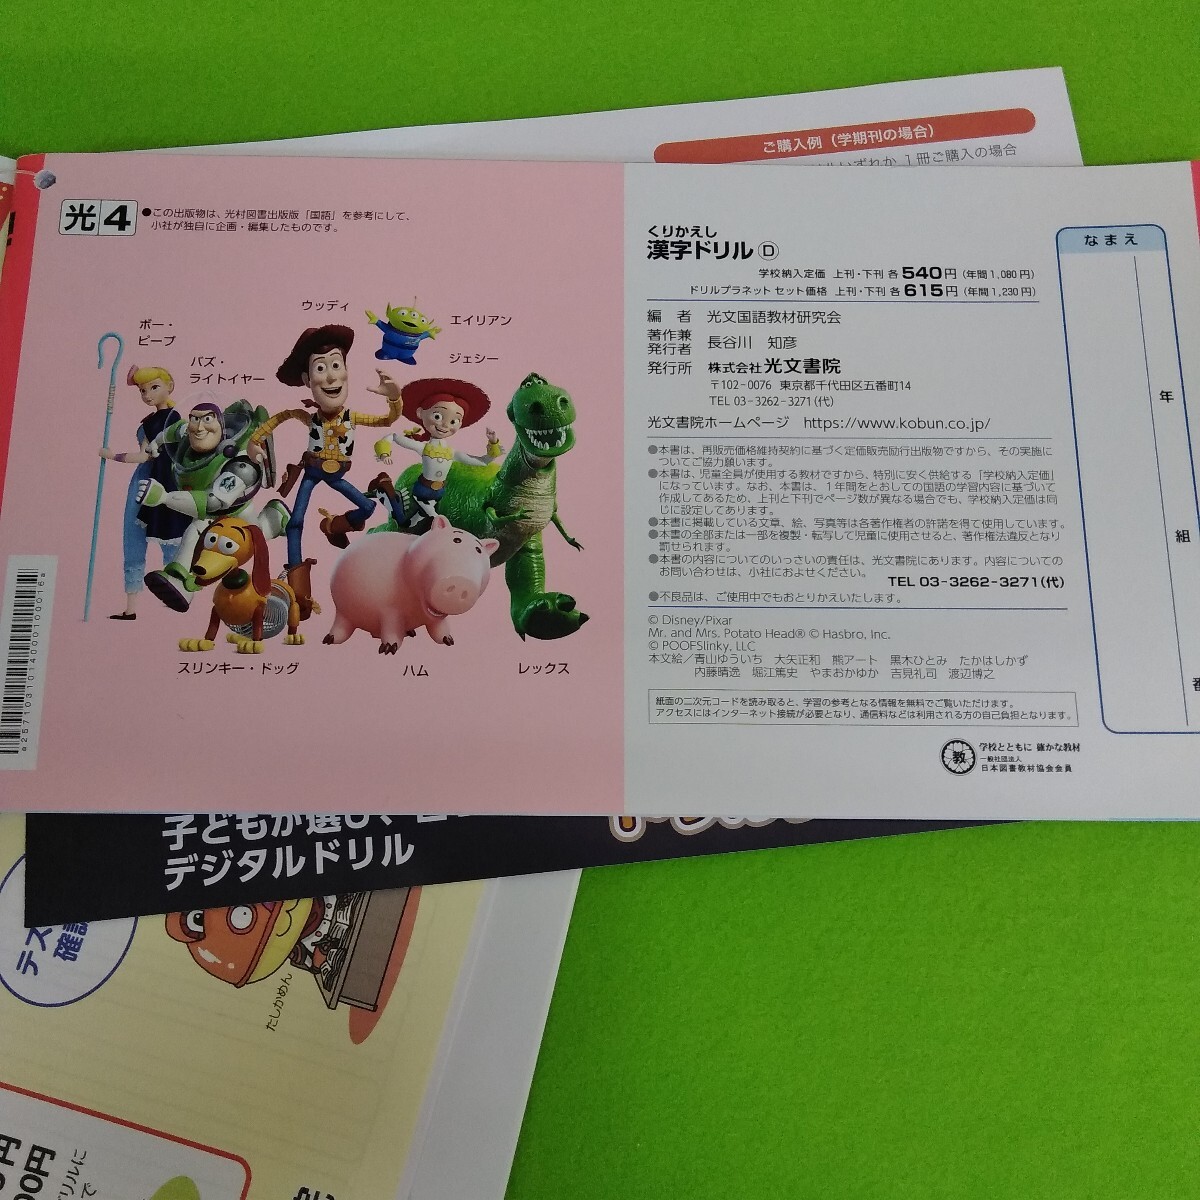 ご購入例（学期刊の場合）
いずれか 1冊ご購入の場合
光4
●この出版物は、光村図書出版版「国語」を参考にして、
小社が独自に企画・編集したものです。
ウッディ
エイリアン
ボー・
ピープ
バズ・
ライトイヤー
ジェシー
スリンキー・ドッグ
ハム
レックス
a2571031014000100016a
くりかえし
漢字ドリル Ⓓ
学校納入定価 上刊・下刊 各540円（年間1,080円）
ドリルプラネット セット価格 上刊・下刊 各615円（年間1,230円）
編者 光文国語教材研究会
著作兼
発行者 長谷川 知彦
発行所 株式会社 光文書院
〒102-0076 東京都千代田区五番町14
TEL 03-3262-3271（代）
光文書院ホームページ https://www.kobun.co.jp/
●本書は、再販売価格維持契約に基づく定価販売励行出版物ですから、その実施に
ついてご協力願います。
●本書は、児童全員が使用する教材ですから、特別に安く供給する「学校納入定価」
になっています。なお、本書は、1年間をとおしての国語の学習内容に基づいて
作成してあるため、上刊と下刊でページ数が異なる場合でも、学校納入定価は同
じに設定してあります。
●本書に掲載している文章、絵、写真等は各著作権者の許諾を得て使用しています。
●本書の全部または一部を複製・転写して児童に使用させると、著作権法違反となり
罰せられます。
●本書の内容についてのいっさいの責任は、光文書院にあります。内容についての
お問い合わせは、小社におよせください。
TEL 03-3262-3271（代）
●不良品は、ご使用中でもおとりかえいたします。
© Disney/Pixar
Mr. and Mrs. Potato Head® © Hasbro, Inc.
© POOFSlinky, LLC
本文絵／青山ゆういち 大矢正和 熊アート 黒木ひとみ たかはしかず
内藤晴逸 堀江篤史 やまおかゆか 吉見礼司 渡辺博之
紙面の二次元コードを読み取ると、学習の参考となる情報を無料でご覧いただけます。
アクセスにはインターネット接続が必要となり、通信料などは利用される方の自己負担となります。
教
学校とともに 確かな教材
一般社団法人
日本図書教材協会会員
なまえ
年
組
番
子どもが選び、
デジタルドリル
テス
確認
たしかめん
00円